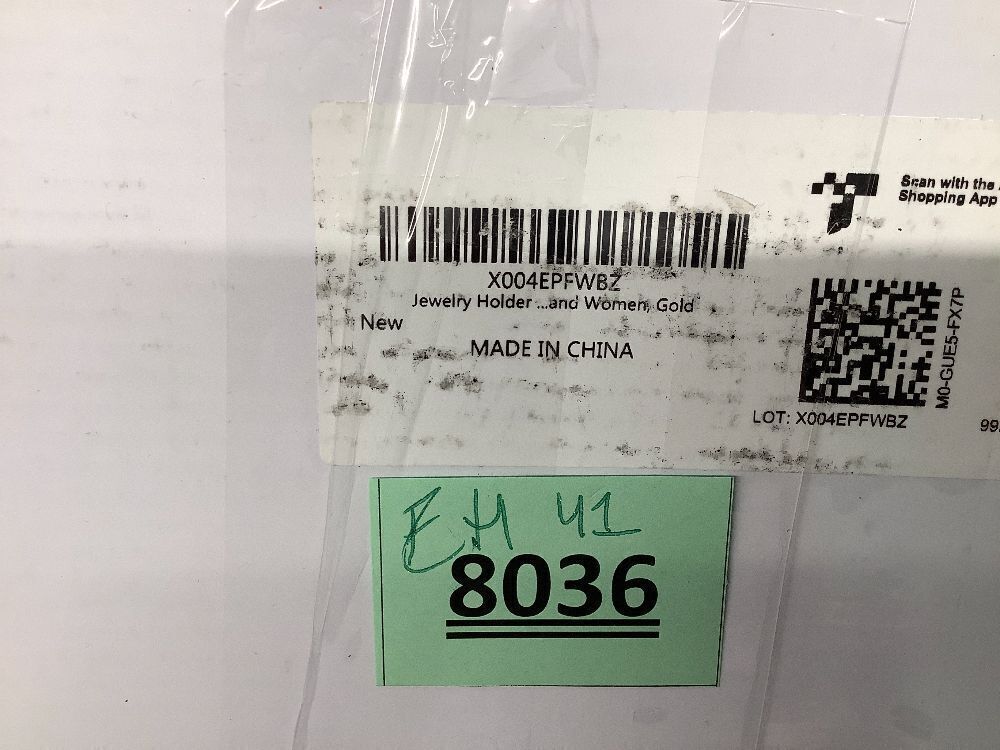 Scan with the
Shopping App
X004EPFWBZ
Jewelry Holder ...and Women, Gold
New
MADE IN CHINA
M0-GUE5-FX7P
LOT: X004EPFWBZ
99
EH 41
8036